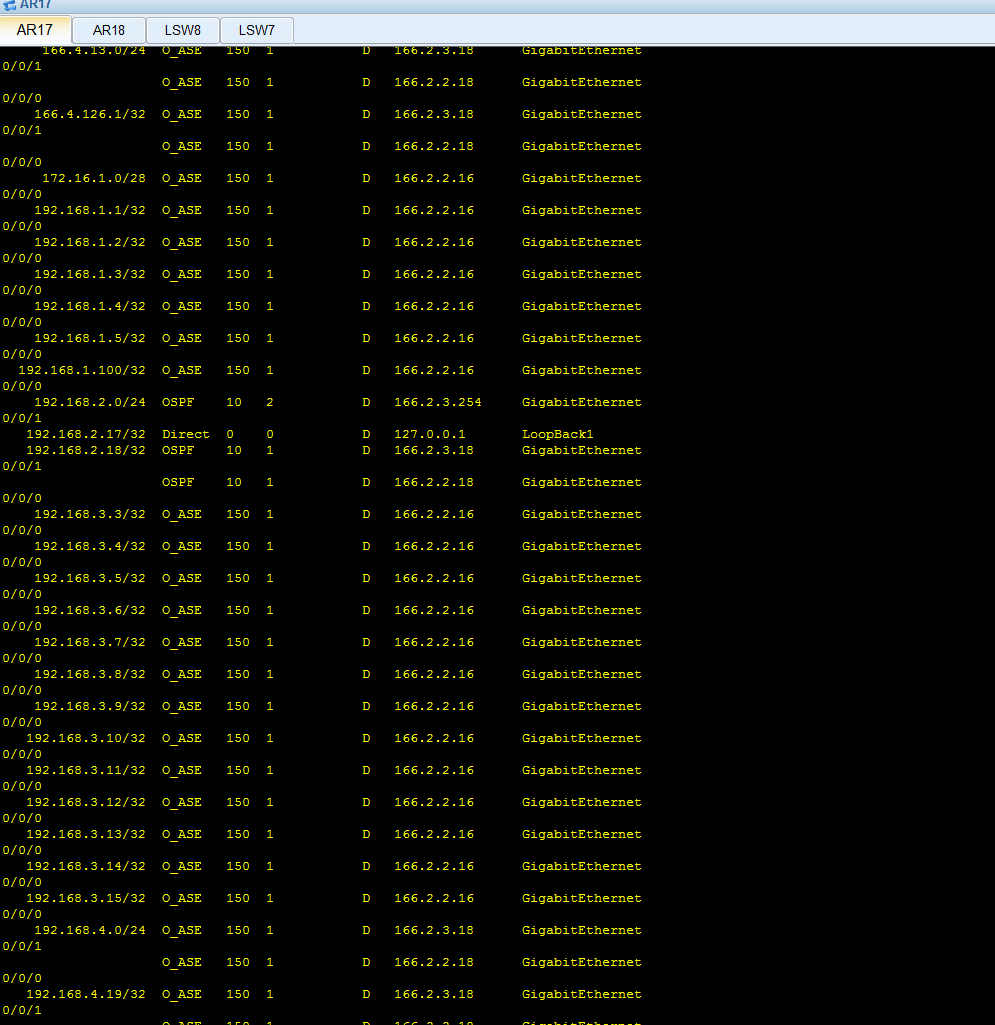 AR17
AR17 AR18 LSW8 LSW7
166.4.13.0/24 O_ASE 150 1 D 166.2.3.18 GigabitEthernet
0/0/1
O_ASE 150 1 D 166.2.2.18 GigabitEthernet
0/0/0
166.4.126.1/32 O_ASE 150 1 D 166.2.3.18 GigabitEthernet
0/0/1
O_ASE 150 1 D 166.2.2.18 GigabitEthernet
0/0/0
172.16.1.0/28 O_ASE 150 1 D 166.2.2.16 GigabitEthernet
0/0/0
192.168.1.1/32 O_ASE 150 1 D 166.2.2.16 GigabitEthernet
0/0/0
192.168.1.2/32 O_ASE 150 1 D 166.2.2.16 GigabitEthernet
0/0/0
192.168.1.3/32 O_ASE 150 1 D 166.2.2.16 GigabitEthernet
0/0/0
192.168.1.4/32 O_ASE 150 1 D 166.2.2.16 GigabitEthernet
0/0/0
192.168.1.5/32 O_ASE 150 1 D 166.2.2.16 GigabitEthernet
0/0/0
192.168.1.100/32 O_ASE 150 1 D 166.2.2.16 GigabitEthernet
0/0/0
192.168.2.0/24 OSPF 10 2 D 166.2.3.254 GigabitEthernet
0/0/1
192.168.2.17/32 Direct 0 0 D 127.0.0.1 LoopBack1
192.168.2.18/32 OSPF 10 1 D 166.2.3.18 GigabitEthernet
0/0/1
OSPF 10 1 D 166.2.2.18 GigabitEthernet
0/0/0
192.168.3.3/32 O_ASE 150 1 D 166.2.2.16 GigabitEthernet
0/0/0
192.168.3.4/32 O_ASE 150 1 D 166.2.2.16 GigabitEthernet
0/0/0
192.168.3.5/32 O_ASE 150 1 D 166.2.2.16 GigabitEthernet
0/0/0
192.168.3.6/32 O_ASE 150 1 D 166.2.2.16 GigabitEthernet
0/0/0
192.168.3.7/32 O_ASE 150 1 D 166.2.2.16 GigabitEthernet
0/0/0
192.168.3.8/32 O_ASE 150 1 D 166.2.2.16 GigabitEthernet
0/0/0
192.168.3.9/32 O_ASE 150 1 D 166.2.2.16 GigabitEthernet
0/0/0
192.168.3.10/32 O_ASE 150 1 D 166.2.2.16 GigabitEthernet
0/0/0
192.168.3.11/32 O_ASE 150 1 D 166.2.2.16 GigabitEthernet
0/0/0
192.168.3.12/32 O_ASE 150 1 D 166.2.2.16 GigabitEthernet
0/0/0
192.168.3.13/32 O_ASE 150 1 D 166.2.2.16 GigabitEthernet
0/0/0
192.168.3.14/32 O_ASE 150 1 D 166.2.2.16 GigabitEthernet
0/0/0
192.168.3.15/32 O_ASE 150 1 D 166.2.2.16 GigabitEthernet
0/0/0
192.168.4.0/24 O_ASE 150 1 D 166.2.3.18 GigabitEthernet
0/0/1
O_ASE 150 1 D 166.2.2.18 GigabitEthernet
0/0/0
192.168.4.19/32 O_ASE 150 1 D 166.2.3.18 GigabitEthernet
0/0/1